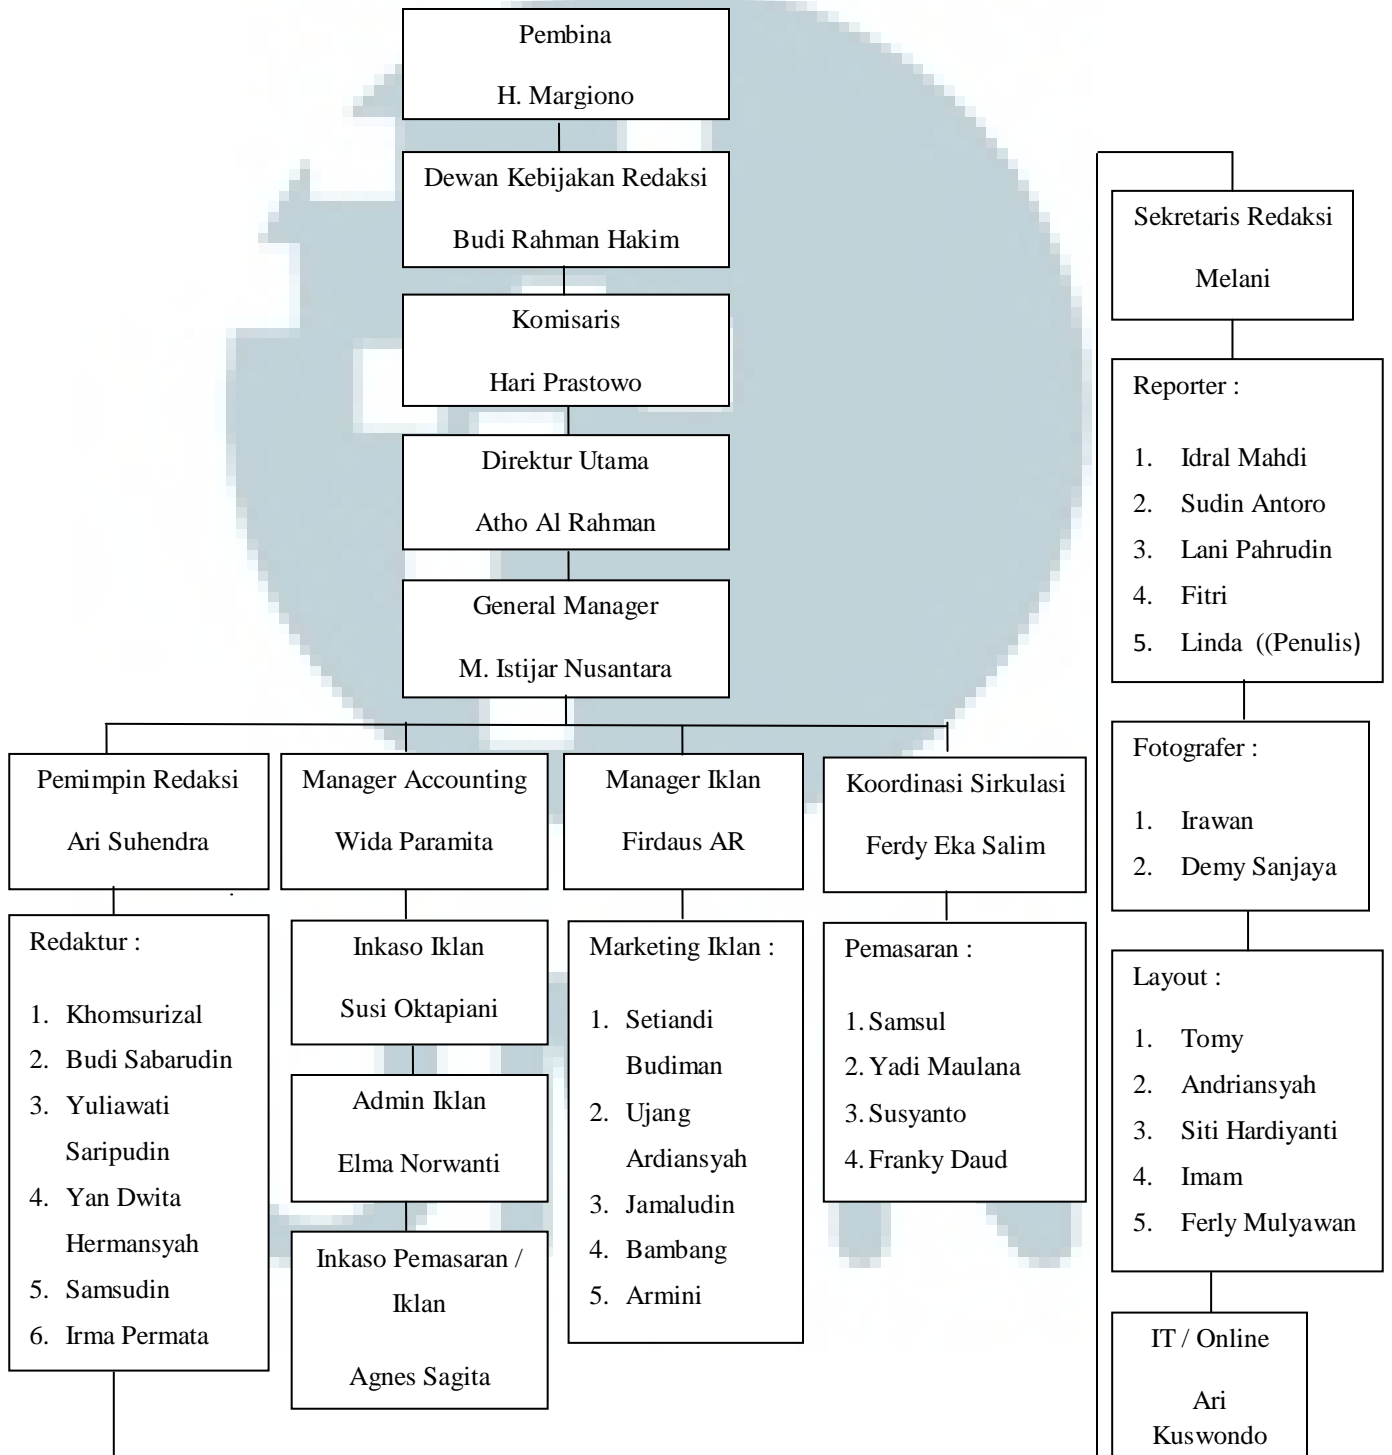 Pembina
H. Margiono
Dewan Kebijakan Redaksi
Budi Rahman Hakim
Komisaris
Hari Prastowo
Direktur Utama
Atho Al Rahman
General Manager
M. Istijar Nusantara
Pemimpin Redaksi
Ari Suhendra
Redaktur :
1. Khomsurizal
2. Budi Sabarudin
3. Yuliawati
Saripudin
4. Yan Dwita
Hermansyah
5. Samsudin
6. Irma Permata
Manager Accounting
Wida Paramita
Inkaso Iklan
Susi Oktapiani
Admin Iklan
Elma Norwanti
Inkaso Pemasaran /
Iklan
Agnes Sagita
Manager Iklan
Firdaus AR
Marketing Iklan :
1. Setiandi
Budiman
2. Ujang
Ardiansyah
3. Jamaludin
4. Bambang
5. Armini
Koordinasi Sirkulasi
Ferdy Eka Salim
Pemasaran :
1. Samsul
2. Yadi Maulana
3. Susyanto
4. Franky Daud
Sekretaris Redaksi
Melani
Reporter :
1. Idral Mahdi
2. Sudin Antoro
3. Lani Pahrudin
4. Fitri
5. Linda ((Penulis)
Fotografer :
1. Irawan
2. Demy Sanjaya
Layout :
1. Tomy
2. Andriansyah
3. Siti Hardiyanti
4. Imam
5. Ferly Mulyawan
IT / Online
Ari
Kuswondo